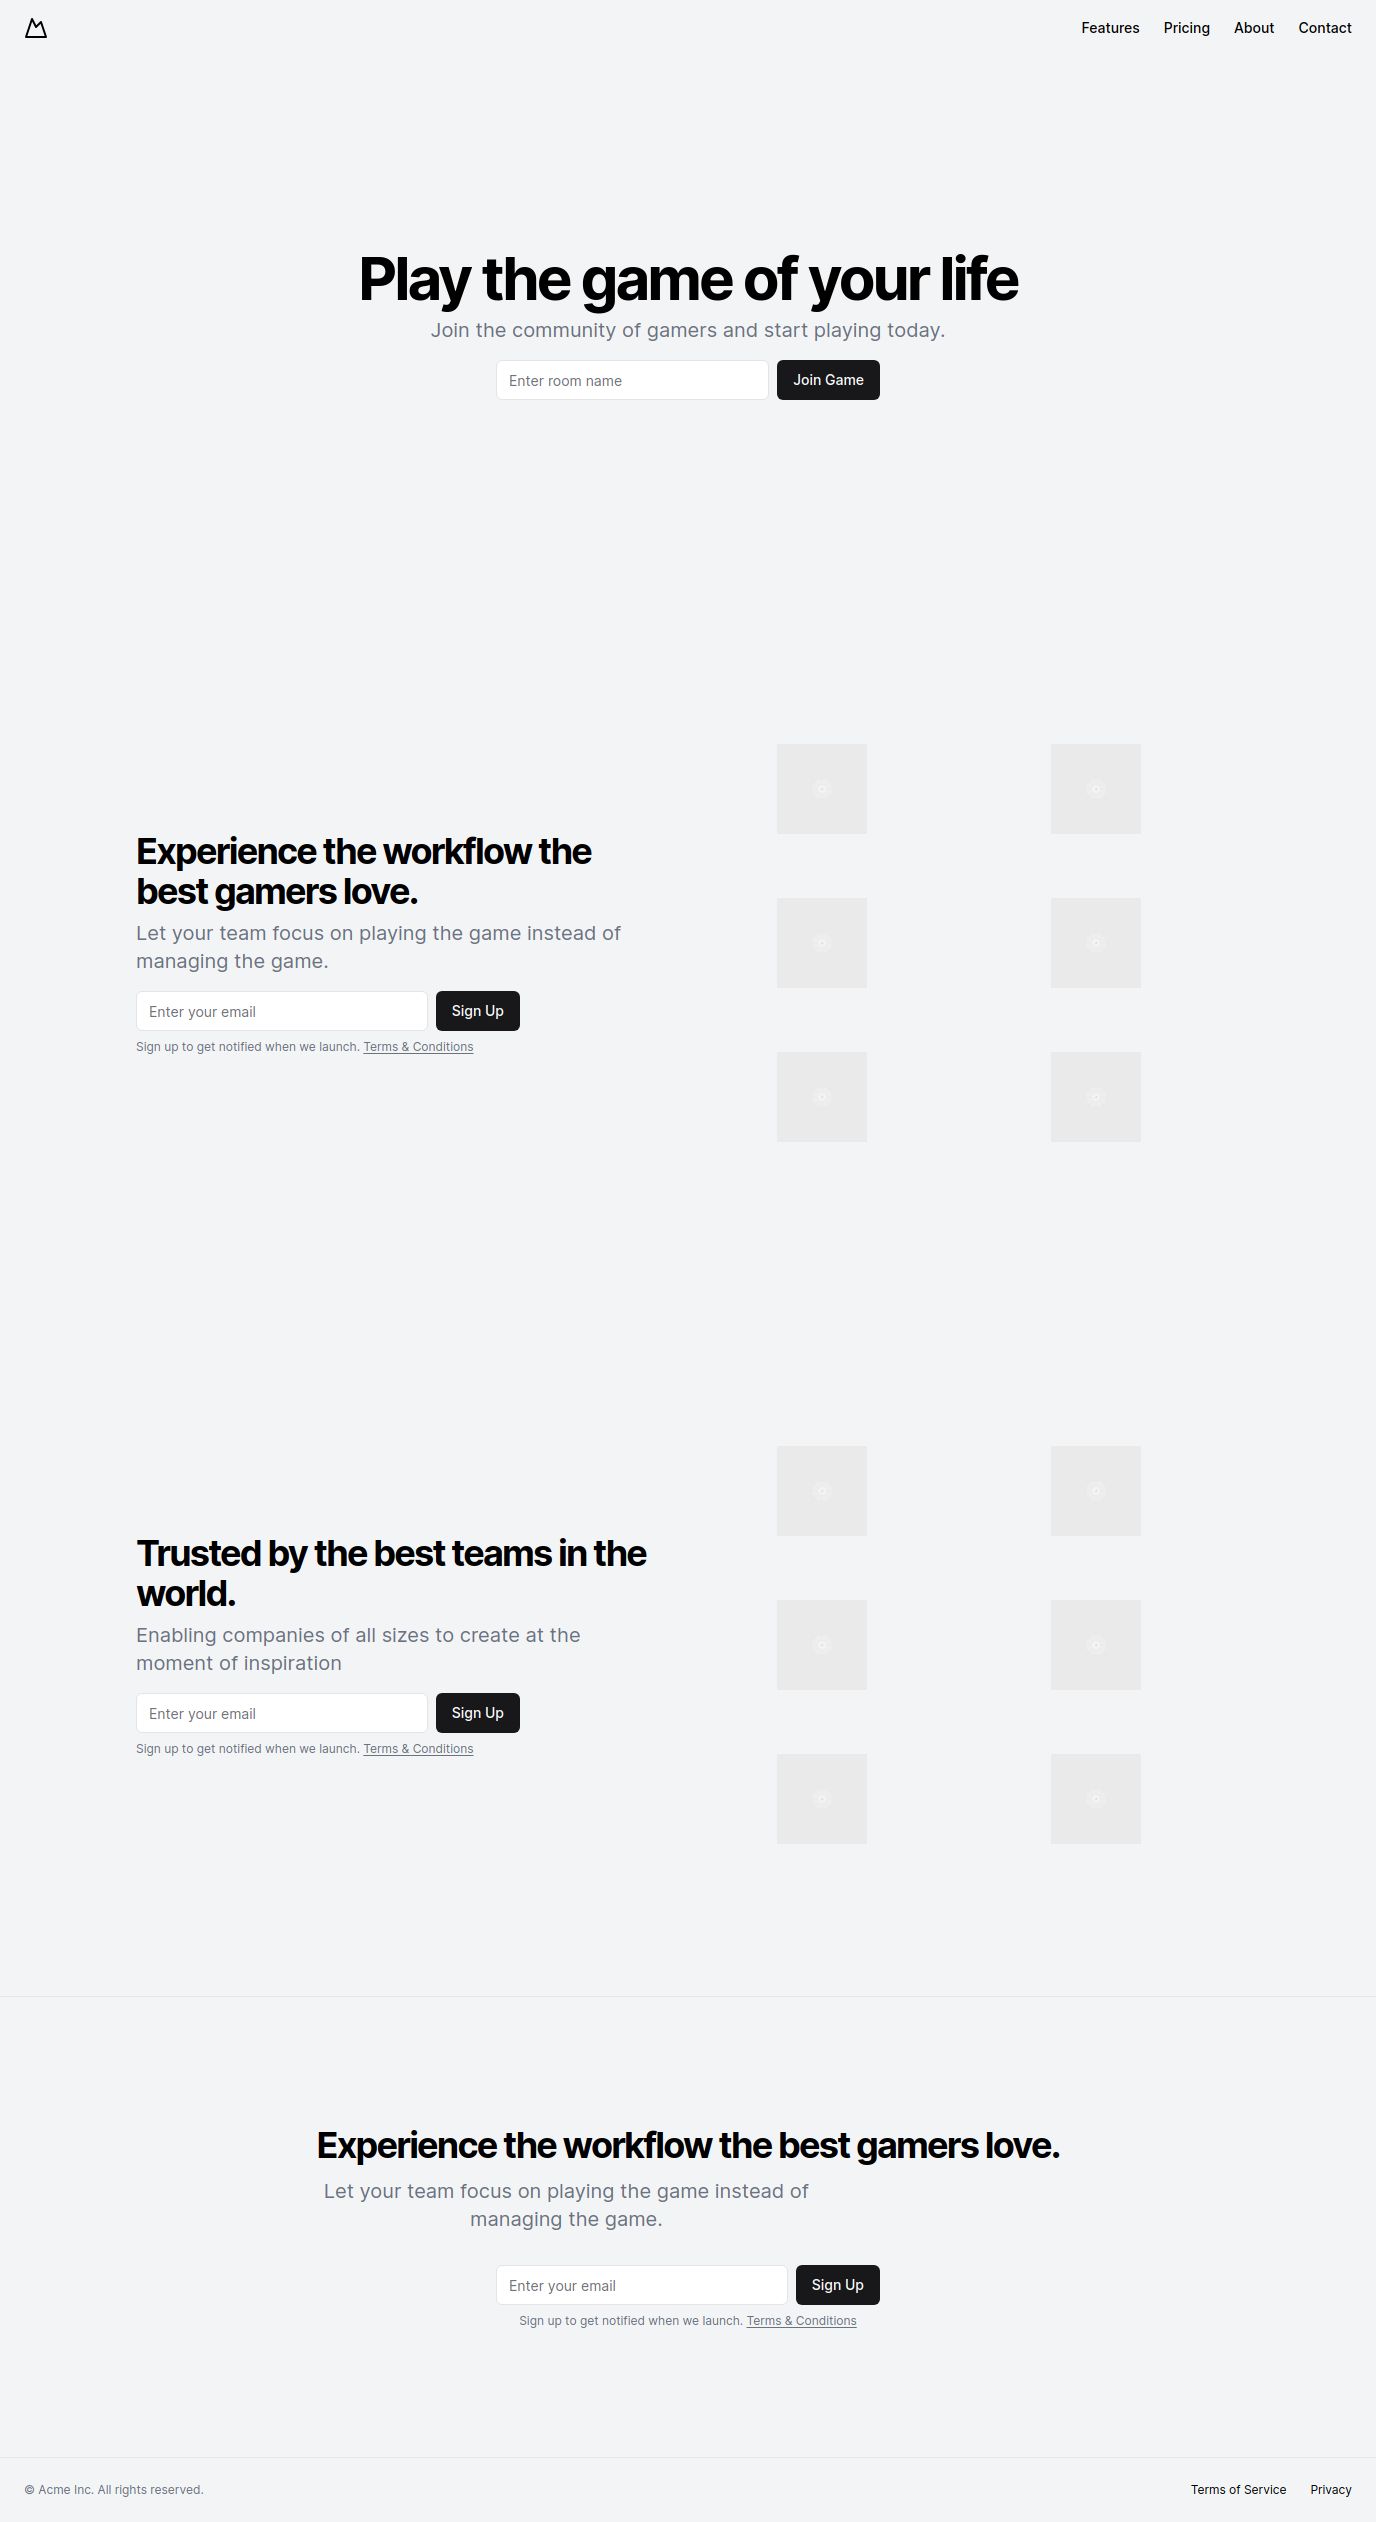 Features Pricing About Contact
Play the game of your life
Join the community of gamers and start playing today.
Enter room name Join Game
Experience the workflow the
best gamers love.
Let your team focus on playing the game instead of
managing the game.
Enter your email Sign Up
Sign up to get notified when we launch. Terms & Conditions
Trusted by the best teams in the
world.
Enabling companies of all sizes to create at the
moment of inspiration
Enter your email Sign Up
Sign up to get notified when we launch. Terms & Conditions
Experience the workflow the best gamers love.
Let your team focus on playing the game instead of
managing the game.
Enter your email Sign Up
Sign up to get notified when we launch. Terms & Conditions
© Acme Inc. All rights reserved. Terms of Service Privacy